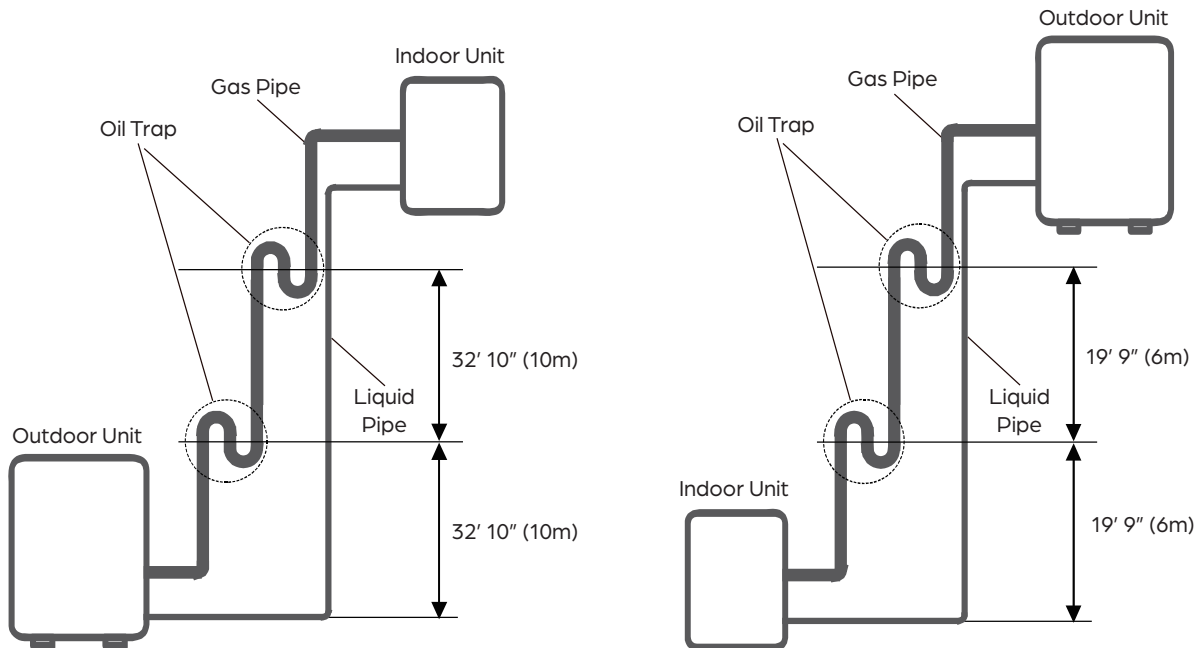 Indoor Unit
Gas Pipe
Oil Trap
32' 10" (10m)
Liquid
Pipe
Outdoor Unit
32' 10" (10m)
Outdoor Unit
Gas Pipe
Oil Trap
19' 9" (6m)
Liquid
Pipe
Indoor Unit
19' 9" (6m)